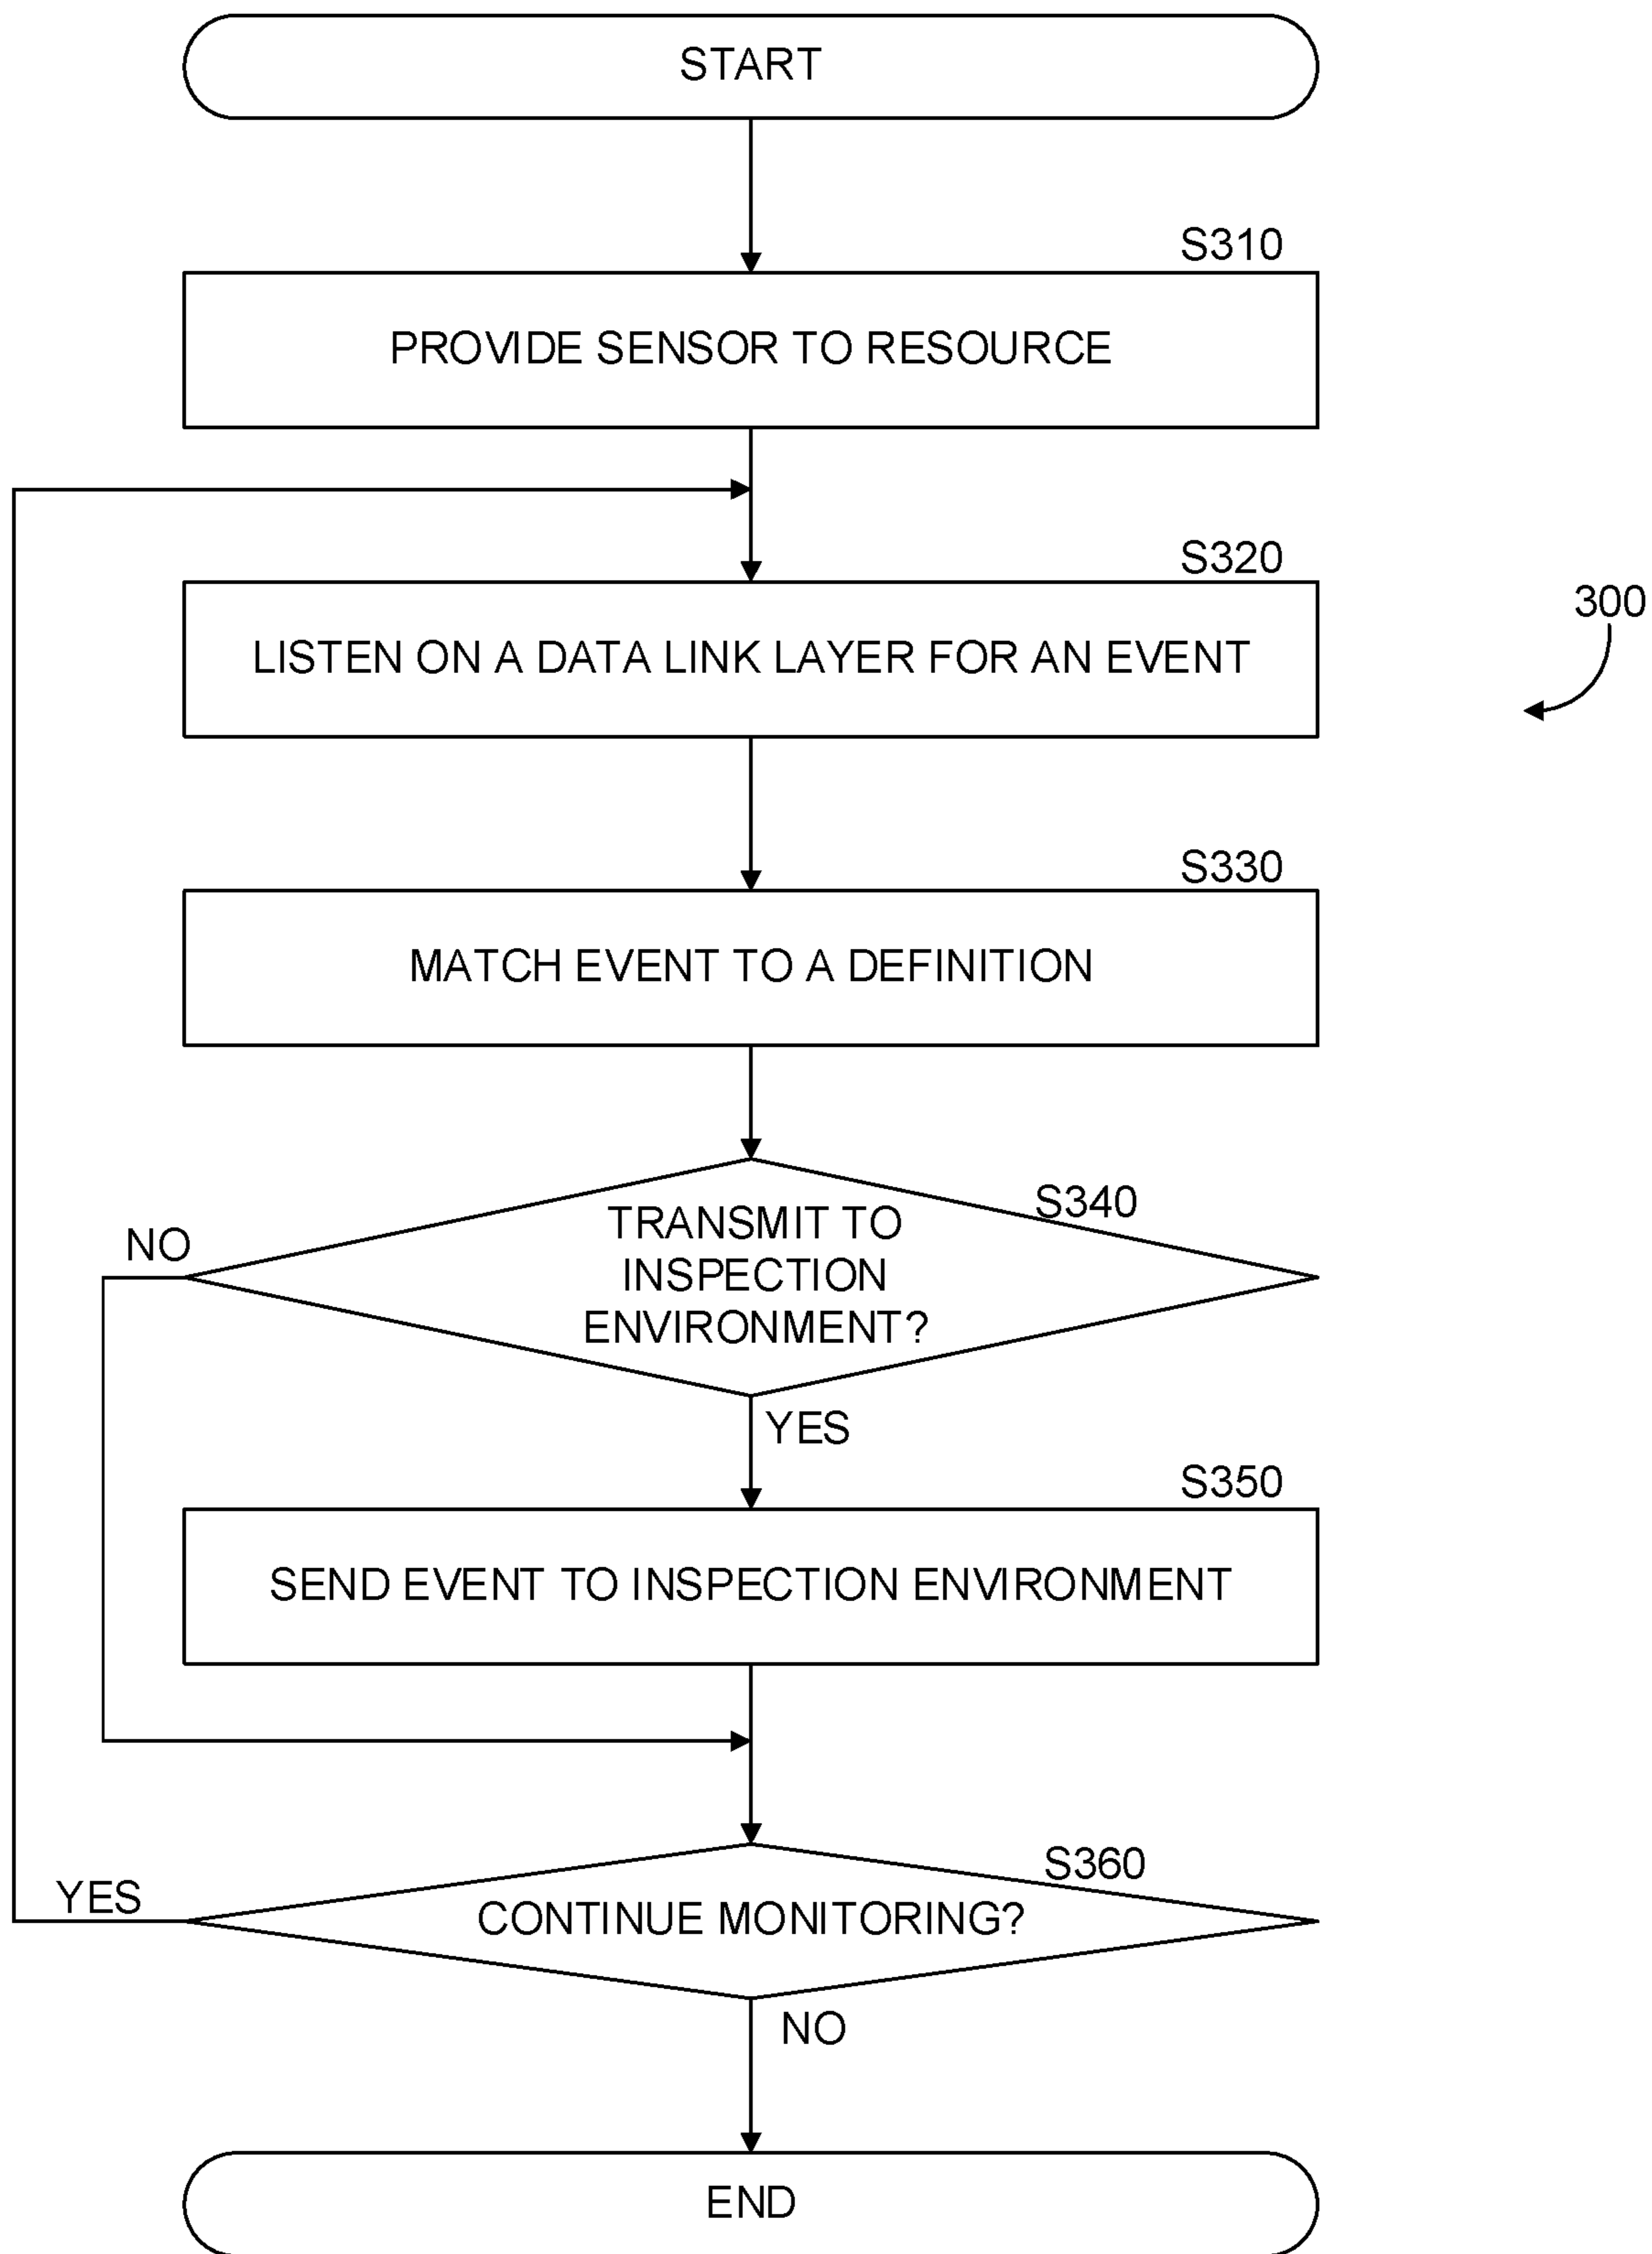 START
S310
PROVIDE SENSOR TO RESOURCE
S320
LISTEN ON A DATA LINK LAYER FOR AN EVENT
300
S330
MATCH EVENT TO A DEFINITION
S340
TRANSMIT TO
INSPECTION
ENVIRONMENT?
NO
YES
S350
SEND EVENT TO INSPECTION ENVIRONMENT
S360
CONTINUE MONITORING?
YES
NO
END